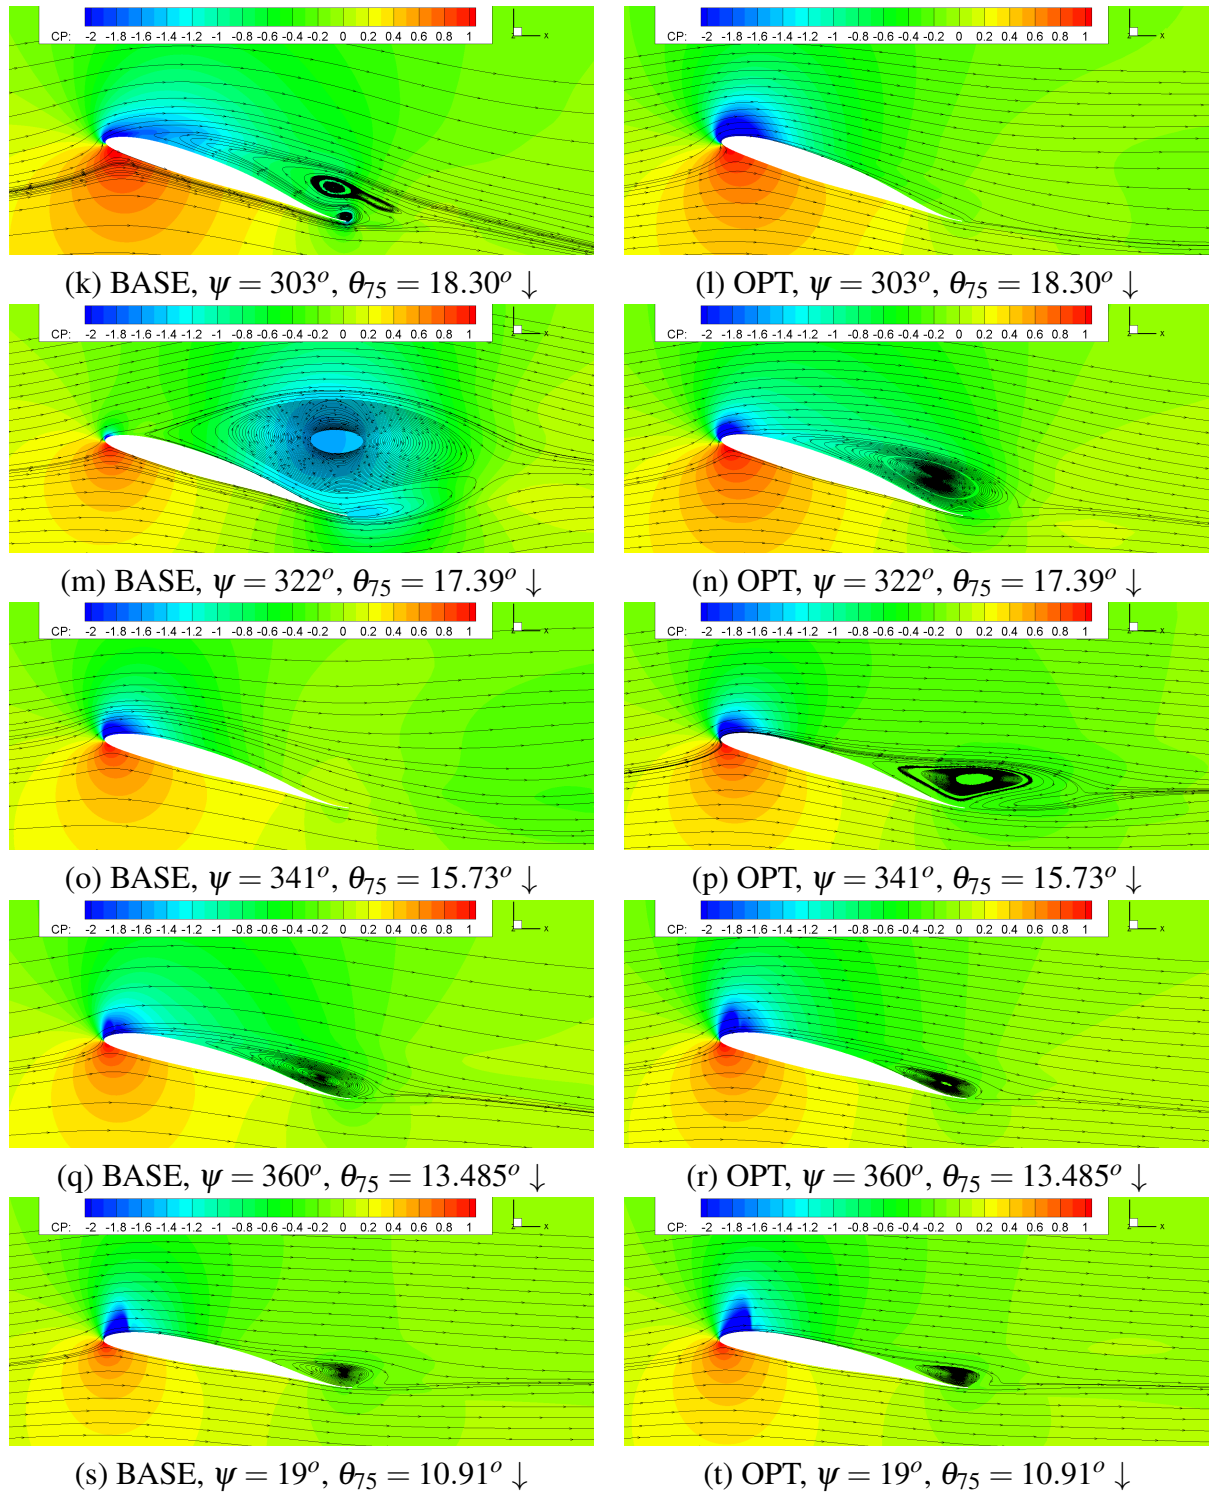 CP: -2 -1.8 -1.6 -1.4 -1.2 -1 -0.8 -0.6 -0.4 -0.2 0 0.2 0.4 0.6 0.8 1 z x
CP: -2 -1.8 -1.6 -1.4 -1.2 -1 -0.8 -0.6 -0.4 -0.2 0 0.2 0.4 0.6 0.8 1 z x
(k) BASE, ψ = 303°, θ75 = 18.30° ↓
(l) OPT, ψ = 303°, θ75 = 18.30° ↓
CP: -2 -1.8 -1.6 -1.4 -1.2 -1 -0.8 -0.6 -0.4 -0.2 0 0.2 0.4 0.6 0.8 1 z x
CP: -2 -1.8 -1.6 -1.4 -1.2 -1 -0.8 -0.6 -0.4 -0.2 0 0.2 0.4 0.6 0.8 1 z x
(m) BASE, ψ = 322°, θ75 = 17.39° ↓
(n) OPT, ψ = 322°, θ75 = 17.39° ↓
CP: -2 -1.8 -1.6 -1.4 -1.2 -1 -0.8 -0.6 -0.4 -0.2 0 0.2 0.4 0.6 0.8 1 z x
CP: -2 -1.8 -1.6 -1.4 -1.2 -1 -0.8 -0.6 -0.4 -0.2 0 0.2 0.4 0.6 0.8 1 z x
(o) BASE, ψ = 341°, θ75 = 15.73° ↓
(p) OPT, ψ = 341°, θ75 = 15.73° ↓
CP: -2 -1.8 -1.6 -1.4 -1.2 -1 -0.8 -0.6 -0.4 -0.2 0 0.2 0.4 0.6 0.8 1 z x
CP: -2 -1.8 -1.6 -1.4 -1.2 -1 -0.8 -0.6 -0.4 -0.2 0 0.2 0.4 0.6 0.8 1 z x
(q) BASE, ψ = 360°, θ75 = 13.485° ↓
(r) OPT, ψ = 360°, θ75 = 13.485° ↓
CP: -2 -1.8 -1.6 -1.4 -1.2 -1 -0.8 -0.6 -0.4 -0.2 0 0.2 0.4 0.6 0.8 1 z x
CP: -2 -1.8 -1.6 -1.4 -1.2 -1 -0.8 -0.6 -0.4 -0.2 0 0.2 0.4 0.6 0.8 1 z x
(s) BASE, ψ = 19°, θ75 = 10.91° ↓
(t) OPT, ψ = 19°, θ75 = 10.91° ↓